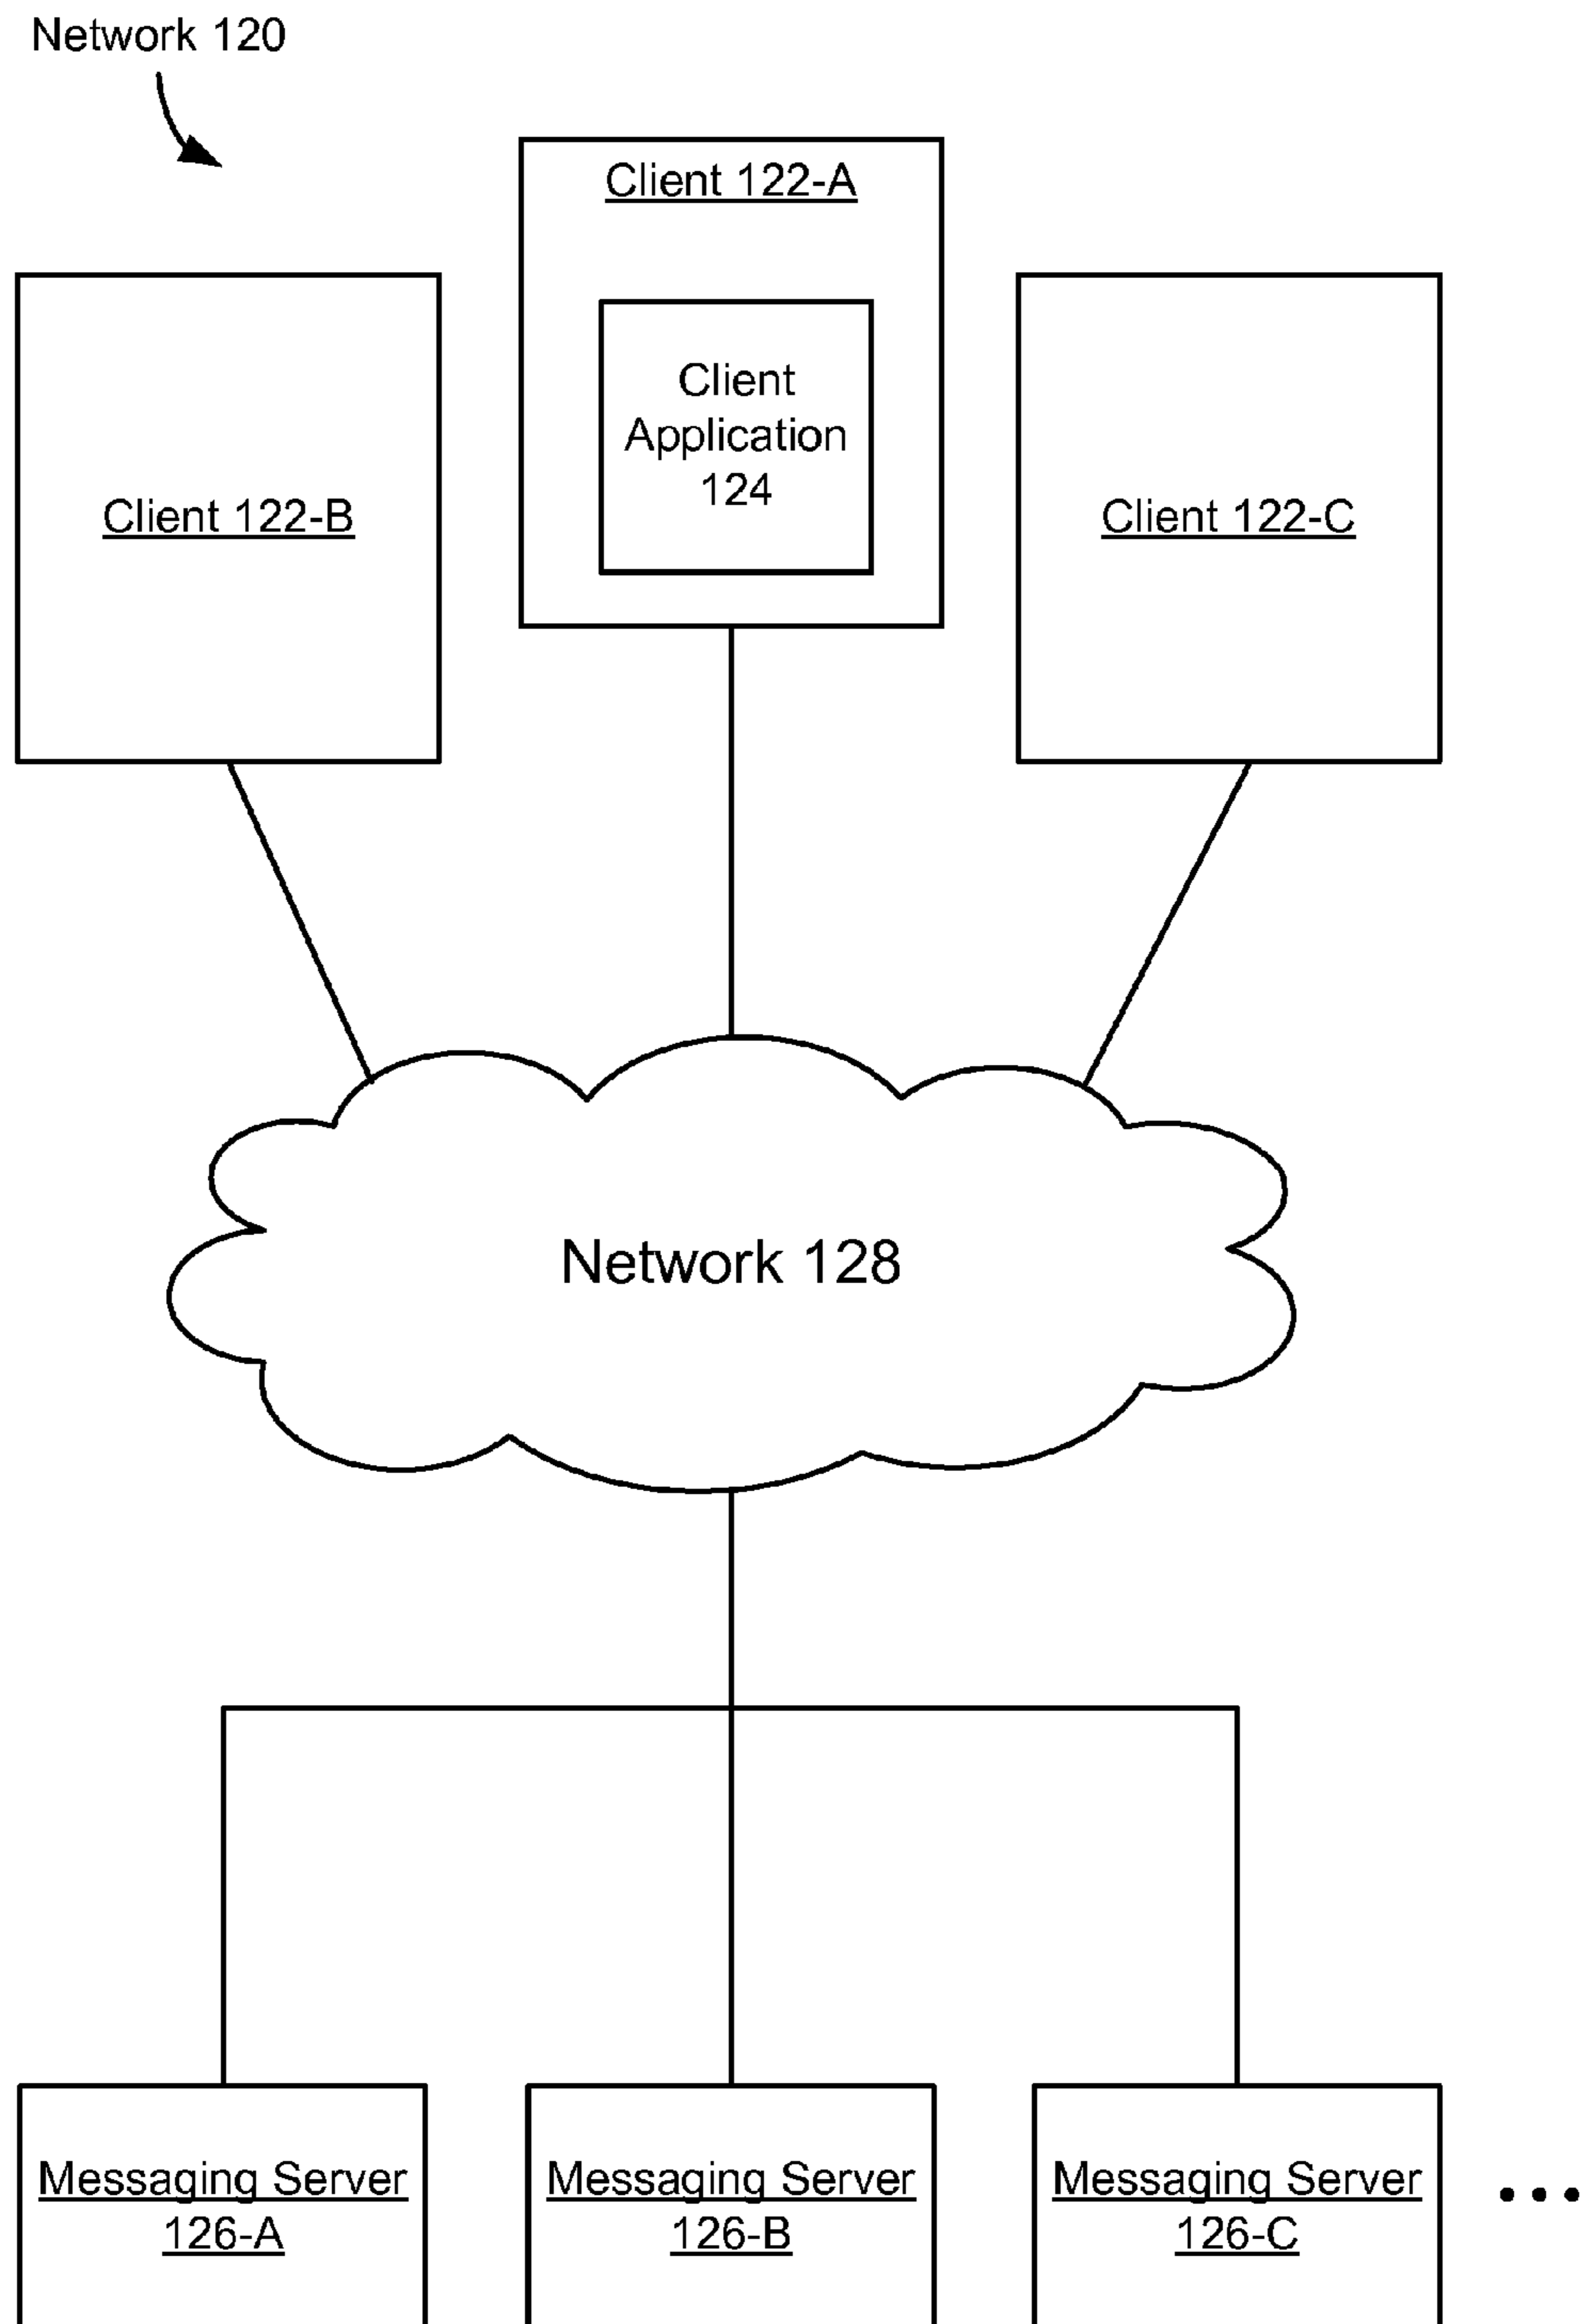 Network 120
Client 122-A
Client
Application
124
Client 122-B
Client 122-C
Network 128
Messaging Server
126-A
Messaging Server
126-B
Messaging Server
126-C
...